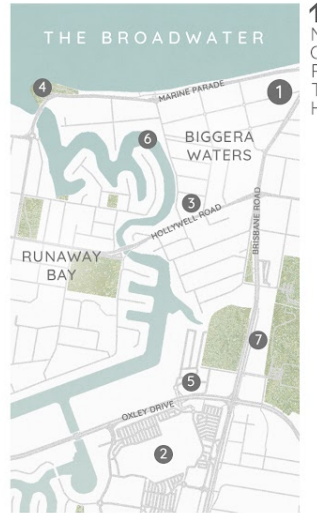 THE BROADWATER
4
MARINE PARADE
1
6
BIGGERA
WATERS
3
HOLLYWELL ROAD
BRISBANE ROAD
RUNAWAY
BAY
7
5
OXLEY DRIVE
2
1
N
C
F
T
H